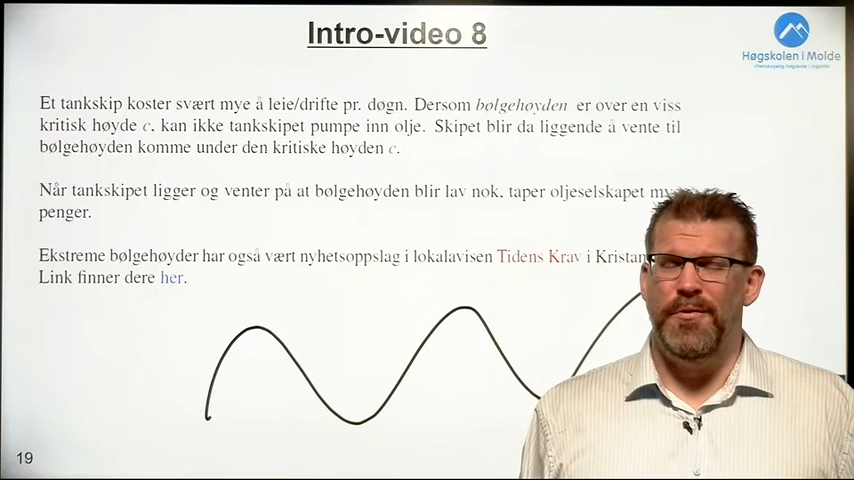 Intro-video 8
Høgskolen i Molde
Vitenskapelig høgskole i logistikk
Et tankskip koster svært mye å leie/drifte pr. døgn. Dersom bølgehøyden er over en viss
kritisk høyde c, kan ikke tankskipet pumpe inn olje. Skipet blir da liggende å vente til
bølgehøyden komme under den kritiske høyden c.
Når tankskipet ligger og venter på at bølgehøyden blir lav nok, taper oljeselskapet
penger.
Ekstreme bølgehøyder har også vært nyhetsoppslag i lokalavisen Tidens Krav i
Link finner dere her.
19